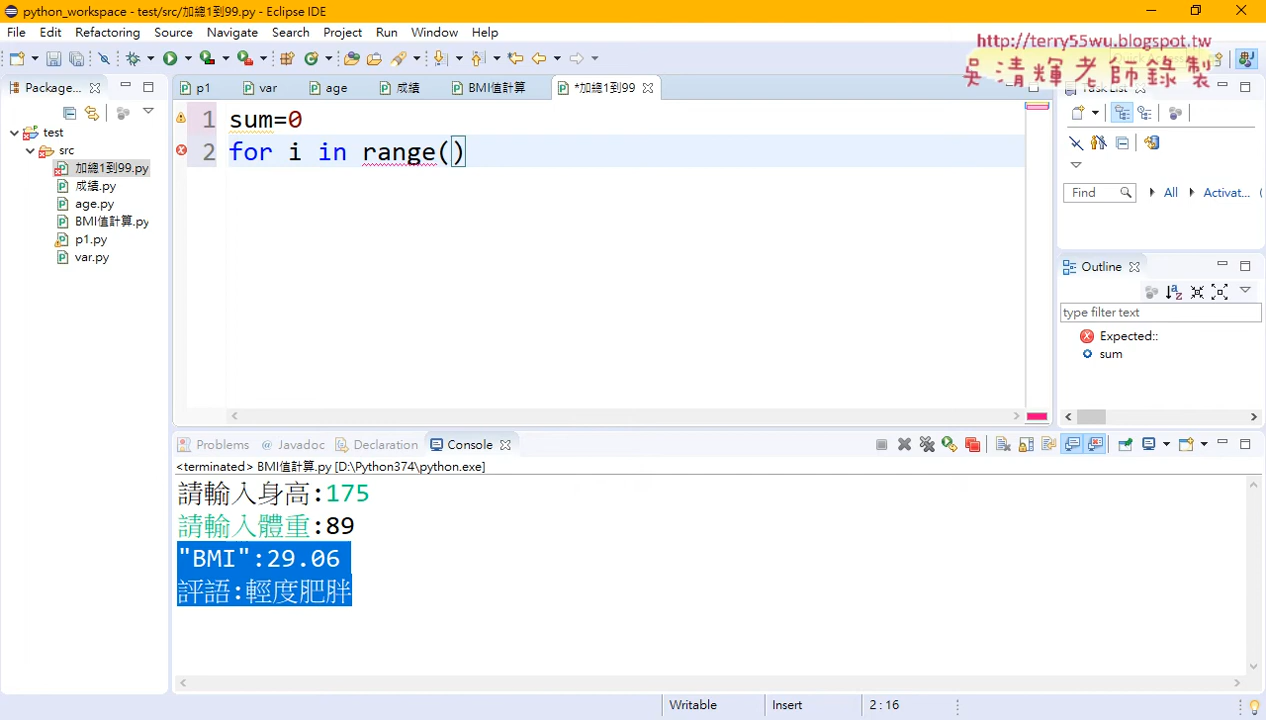 python_workspace - test/src/加總1到99.py - Eclipse IDE
File Edit Refactoring Source Navigate Search Project Run Window Help
http://terry55wu.blogspot.tw
吳清輝老師錄製
Package...
p1
var
age
成績
BMI值計算
*加總1到99
Task List
test
src
加總1到99.py
成績.py
age.py
BMI值計算.py
p1.py
var.py
1 sum=0
2 for i in range()
Find
All
Activat...
Outline
type filter text
Expected::
sum
Problems
@ Javadoc
Declaration
Console
<terminated> BMI值計算.py [D:\Python374\python.exe]
請輸入身高:175
請輸入體重:89
"BMI":29.06
評語:輕度肥胖
Writable
Insert
2 : 16